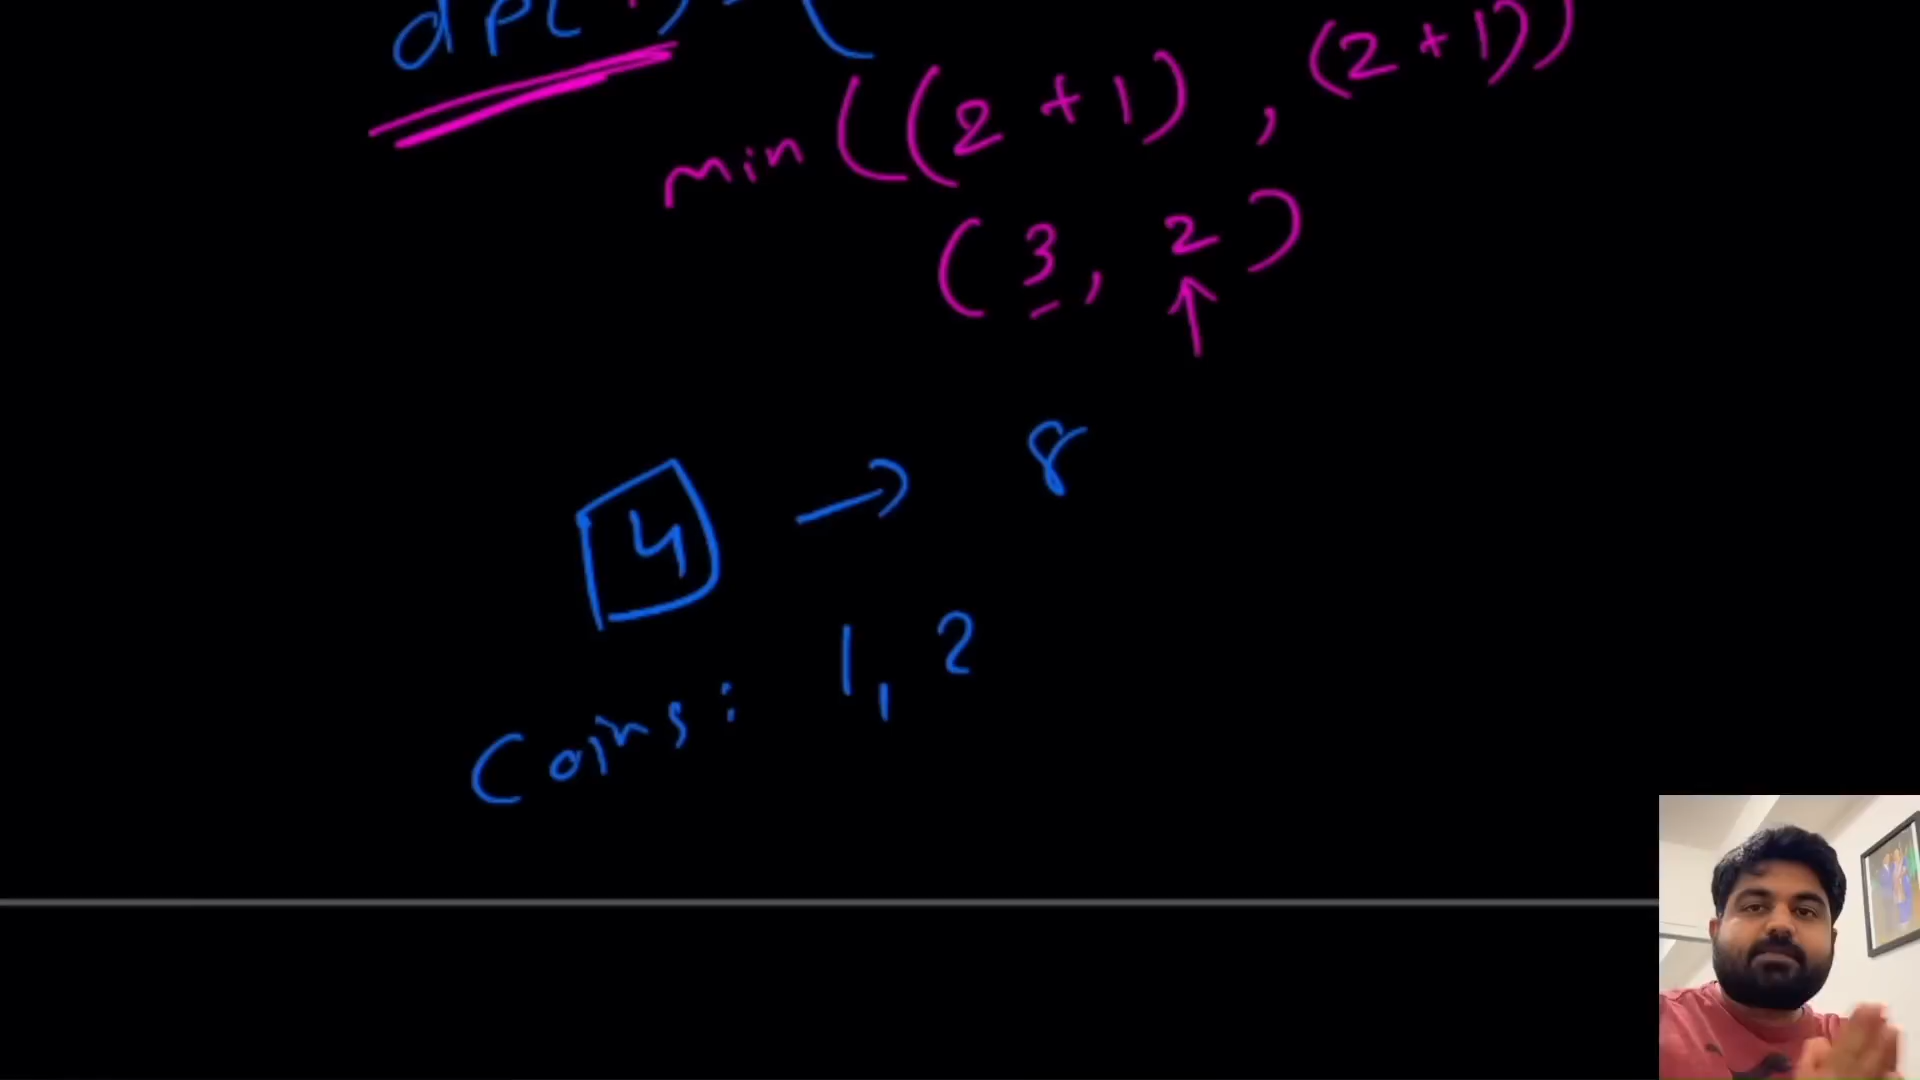 min((2+1), (2+1))
(3, 2)
4 → 8
Coins: 1, 2